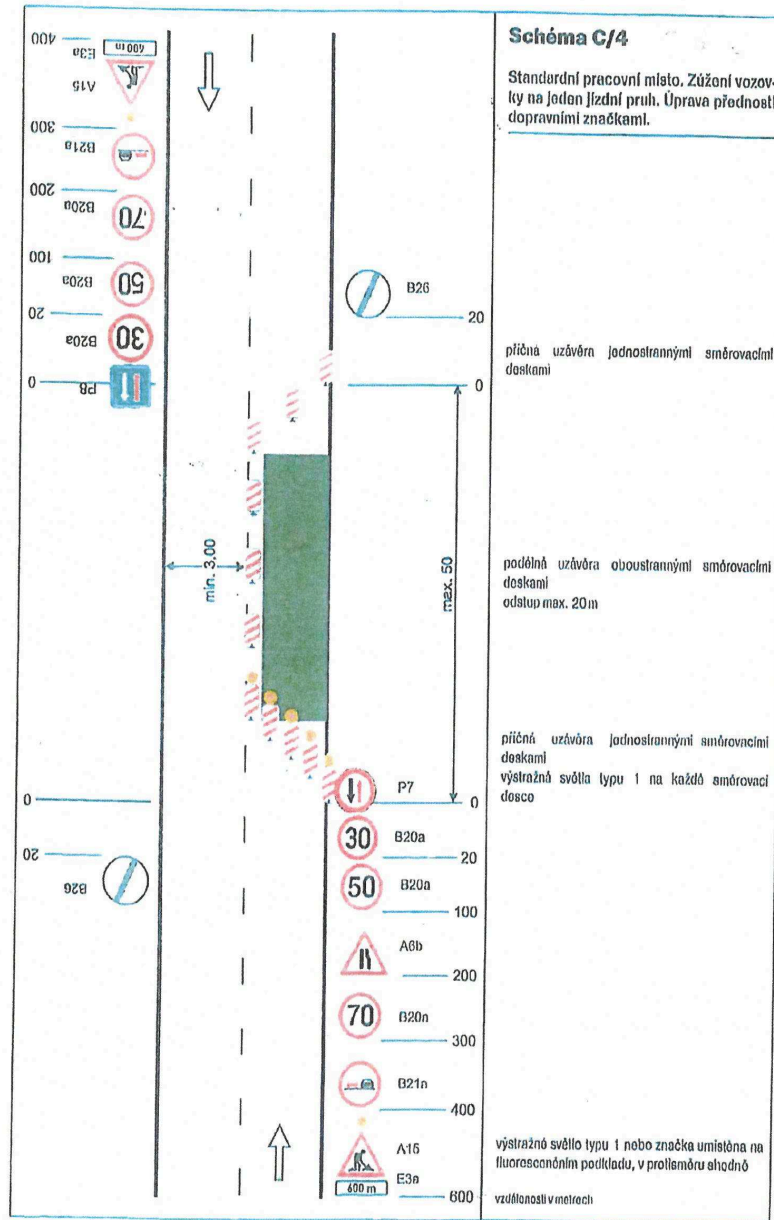 Schéma C/4
Standardní pracovní místo. Zúžení vozov-
ky na jeden jízdní pruh. Úprava přednosti
dopravními značkami.
400
E3a
400 m
A15
300
B21a
200
B20a
70
100
B20a
50
20
B20a
30
0
P8
B26
20
příčná uzávěra jednostrannými směrovacími
deskami
0
min. 3,00
max. 50
podélná uzávěra oboustrannými směrovacími
deskami
odstup max. 20 m
příčná uzávěra jednostrannými směrovacími
deskami
výstražná světla typu 1 na každé směrovací
desce
0
P7
0
30
B20a
20
20
B26
50
B20a
100
A6b
200
70
B20a
300
B21a
400
A15
E3a
600 m
600
výstražné světlo typu 1 nebo značka umístěna na
fluorescenčním podkladu, v protisměru shodně
vzdálenosti v metrech